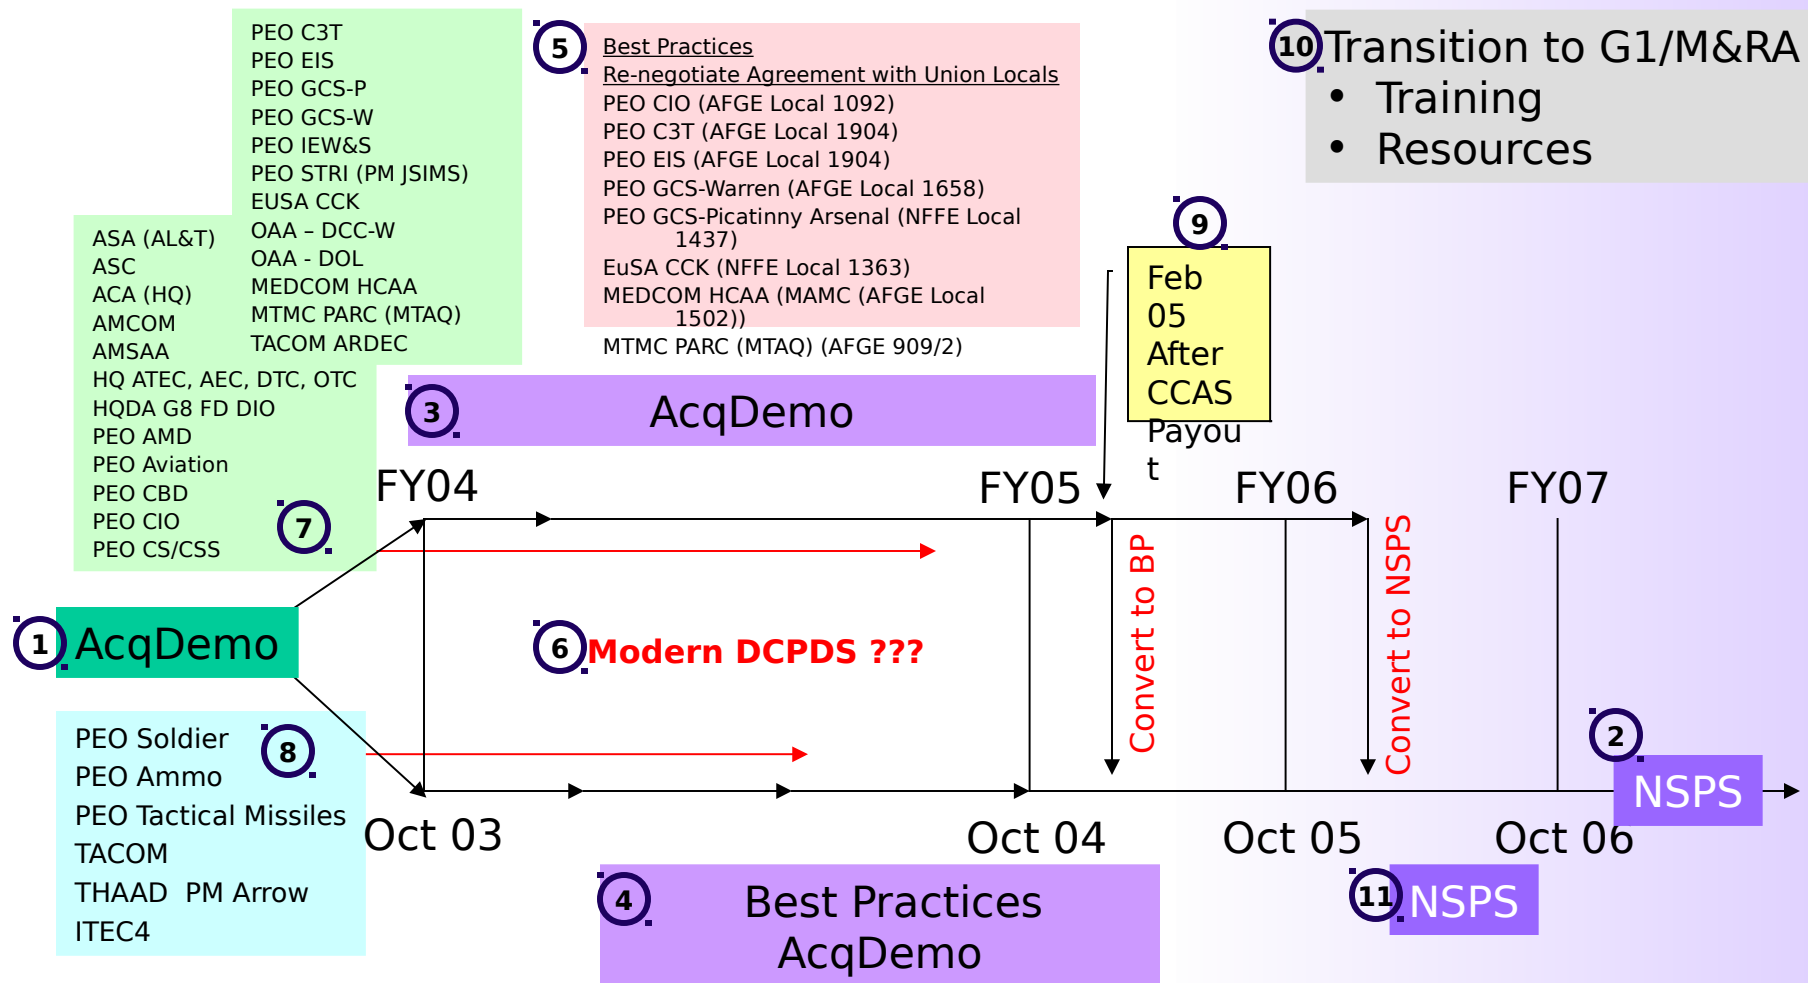 PEO C3T
PEO EIS
PEO GCS-P
PEO GCS-W
PEO IEW&S
PEO STRI (PM JSIMS)
EUSA CCK
OAA – DCC-W
OAA - DOL
MEDCOM HCAA
MTMC PARC (MTAQ)
TACOM ARDEC
ASA (AL&T)
ASC
ACA (HQ)
AMCOM
AMSAA
HQ ATEC, AEC, DTC, OTC
HQDA G8 FD DIO
PEO AMD
PEO Aviation
PEO CBD
PEO CIO
PEO CS/CSS
7
5
Best Practices
Re-negotiate Agreement with Union Locals
PEO CIO (AFGE Local 1092)
PEO C3T (AFGE Local 1904)
PEO EIS (AFGE Local 1904)
PEO GCS-Warren (AFGE Local 1658)
PEO GCS-Picatinny Arsenal (NFFE Local
1437)
EuSA CCK (NFFE Local 1363)
MEDCOM HCAA (MAMC (AFGE Local
1502))
MTMC PARC (MTAQ) (AFGE 909/2)
10
Transition to G1/M&RA
• Training
• Resources
9
Feb
05
After
CCAS
Payou
t
3
AcqDemo
FY04
FY05
FY06
FY07
Convert to BP
Convert to NSPS
1
AcqDemo
6
Modern DCPDS ???
8
PEO Soldier
PEO Ammo
PEO Tactical Missiles
TACOM
THAAD  PM Arrow
ITEC4
2
NSPS
Oct 03
Oct 04
Oct 05
Oct 06
4
Best Practices
AcqDemo
11
NSPS